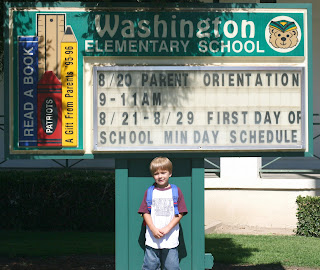 Washington
ELEMENTARY SCHOOL
READ A BOOK
PATRIOTS
A Gift From Parents '95-96
8/20 PARENT ORIENTATION
9-11AM
8/21-8/29 FIRST DAY OF
SCHOOL MIN DAY SCHEDULE